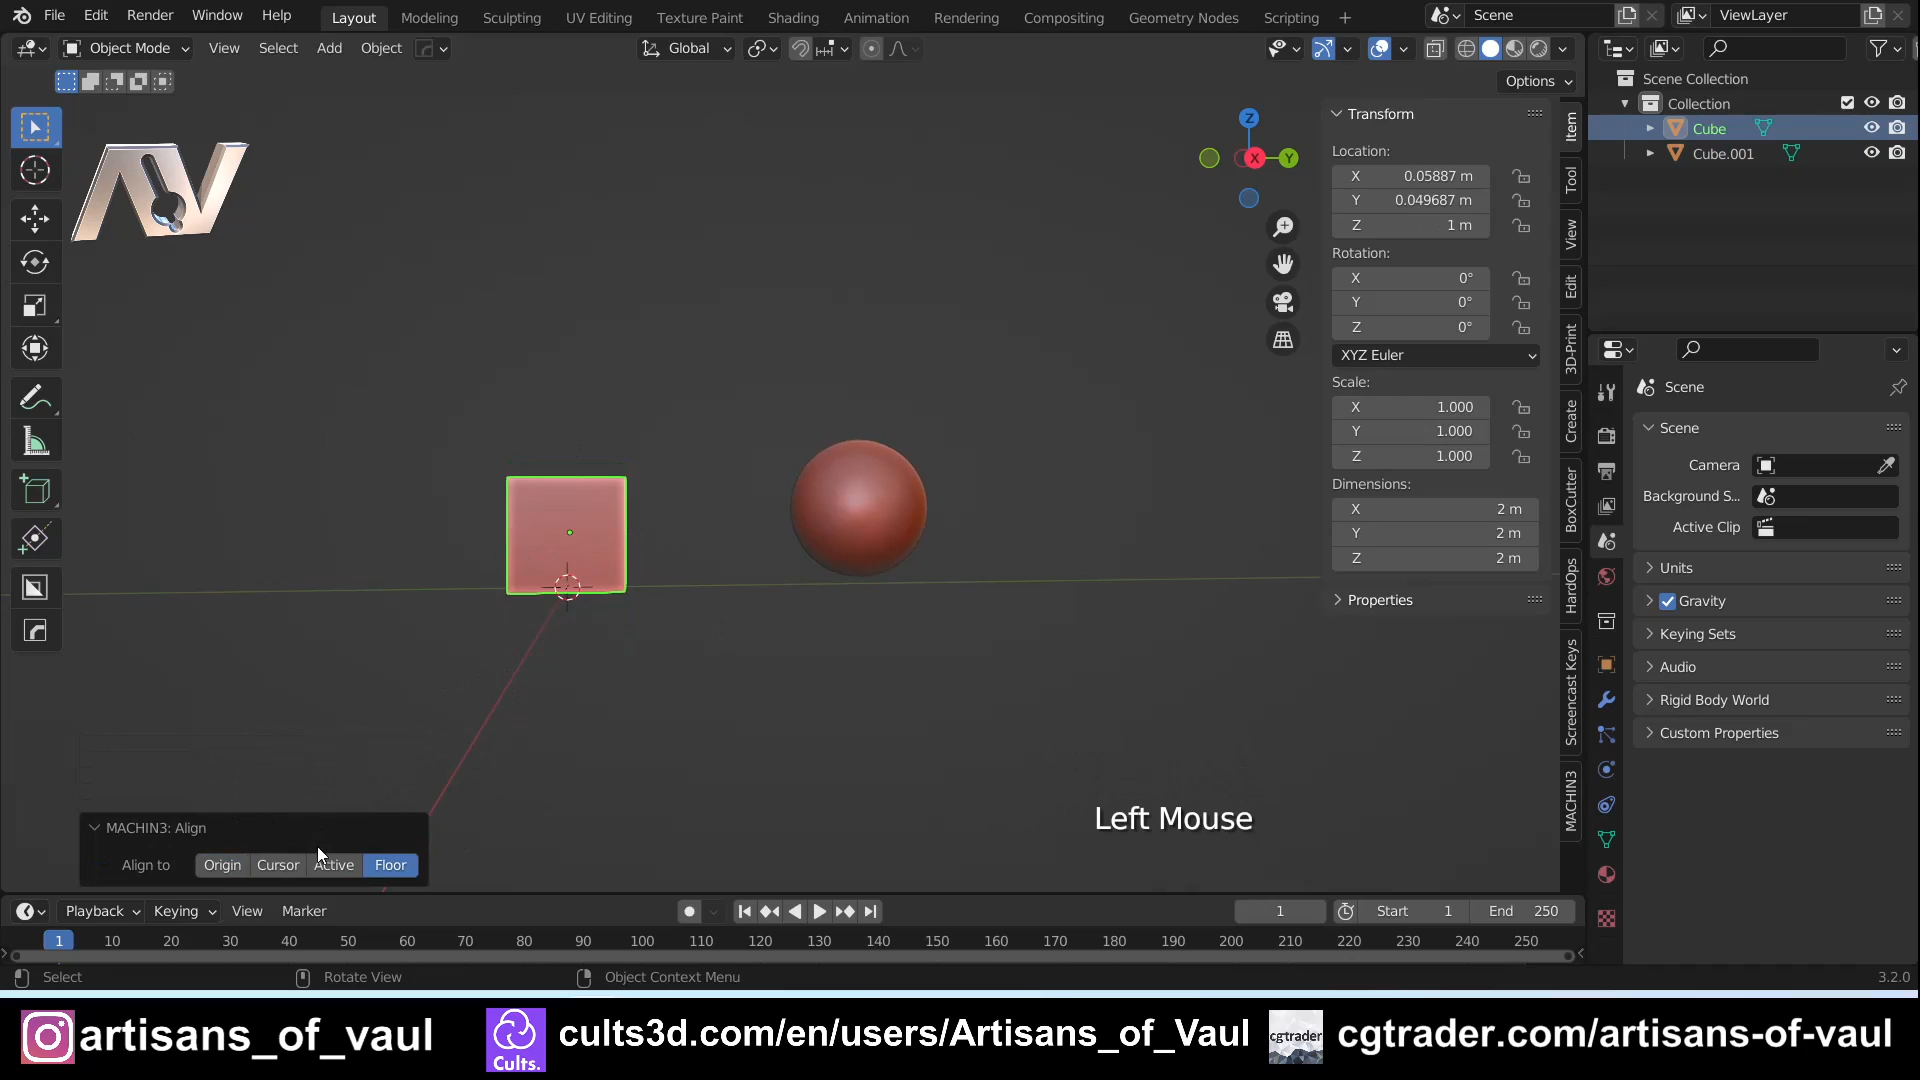 File Edit Render Window Help Layout Modeling Sculpting UV Editing Texture Paint Shading Animation Rendering Compositing Geometry Nodes Scripting Scene ViewLayer
Object Mode View Select Add Object Global
Options
Z
X
Y
AV
Transform
Location:
X 0.05887 m
Y 0.049687 m
Z 1 m
Rotation:
X 0°
Y 0°
Z 0°
XYZ Euler
Scale:
X 1.000
Y 1.000
Z 1.000
Dimensions:
X 2 m
Y 2 m
Z 2 m
Properties
Item
Tool
View
Edit
3D-Print
Create
BoxCutter
HardOps
Screencast Keys
MACHIN3
Scene Collection
Collection
Cube
Cube.001
Scene
Scene
Camera
Background S...
Active Clip
Units
Gravity
Keying Sets
Audio
Rigid Body World
Custom Properties
Left Mouse
MACHIN3: Align
Align to Origin Cursor Active Floor
Playback Keying View Marker 1 Start 1 End 250
1 10 20 30 40 50 60 70 80 90 100 110 120 130 140 150 160 170 180 190 200 210 220 230 240 250
Select Rotate View Object Context Menu 3.2.0
artisans_of_vaul Cults. cults3d.com/en/users/Artisans_of_Vaul cgtrader cgtrader.com/artisans-of-vaul